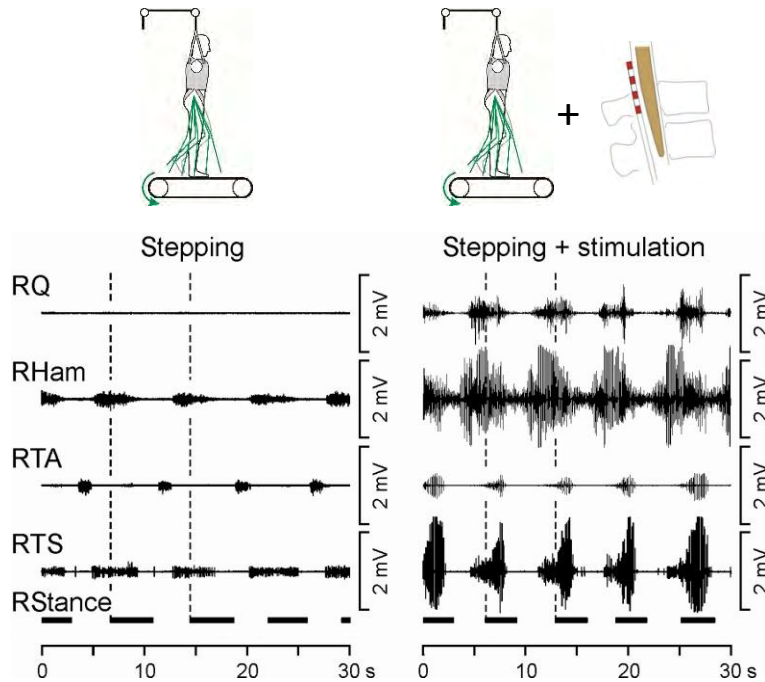 +
Stepping
Stepping + stimulation
RQ
2 mV
2 mV
RHam
2 mV
2 mV
RTA
2 mV
2 mV
RTS
2 mV
2 mV
RStance
0 10 20 30 s
0 10 20 30 s